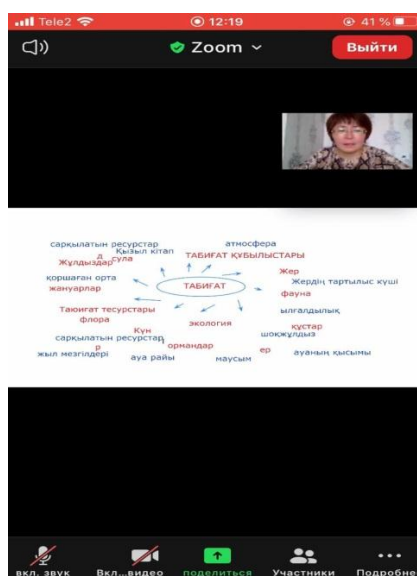 Tele2 12:19 41 %
Zoom Выйти
сарқылатын ресурстар атмосфера
Қызыл кітап
д
Жұлдыздар сула ТАБИҒАТ ҚҰБЫЛЫСТАРЫ
Жер
қоршаған орта Жердің тартылыс күші
жануарлар ТАБИҒАТ фауна
Таюиғат тесурстары ылғалдылық
флора экология құстар
Күн шоқжұлдыз
сарқылатын ресурстар
р ормандар ер ауаның қысымы
жыл мезгілдері ауа райы маусым
вкл. звук Вкл...видео поделиться Участники Подробне